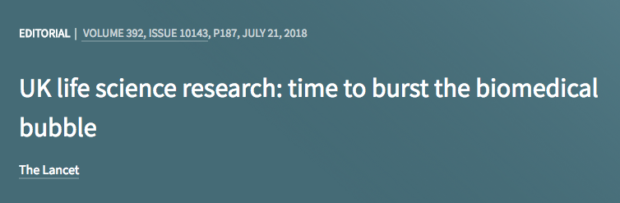 EDITORIAL | VOLUME 392, ISSUE 10143, P187, JULY 21, 2018
UK life science research: time to burst the biomedical
bubble
The Lancet